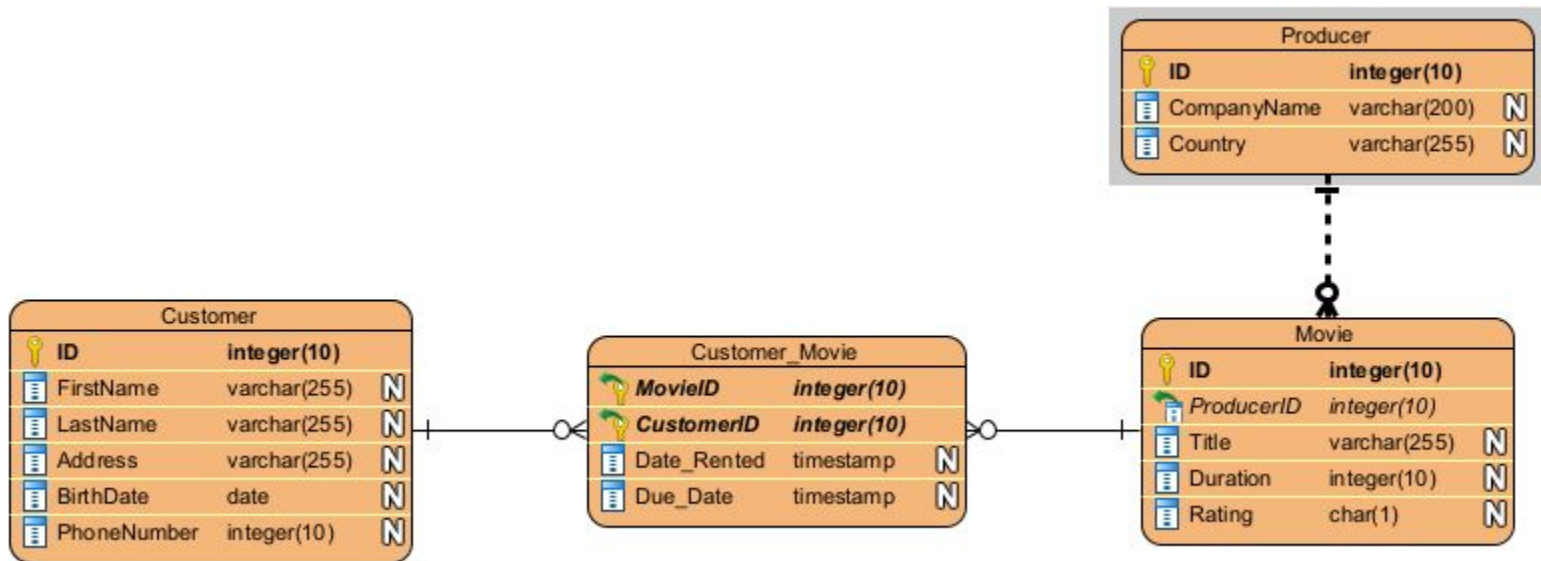 Producer
ID integer(10)
CompanyName varchar(200) N
Country varchar(255) N
Customer
ID integer(10)
FirstName varchar(255) N
LastName varchar(255) N
Address varchar(255) N
BirthDate date N
PhoneNumber integer(10) N
Customer_Movie
MovieID integer(10)
CustomerID integer(10)
Date_Rented timestamp N
Due_Date timestamp N
Movie
ID integer(10)
ProducerID integer(10)
Title varchar(255) N
Duration integer(10) N
Rating char(1) N